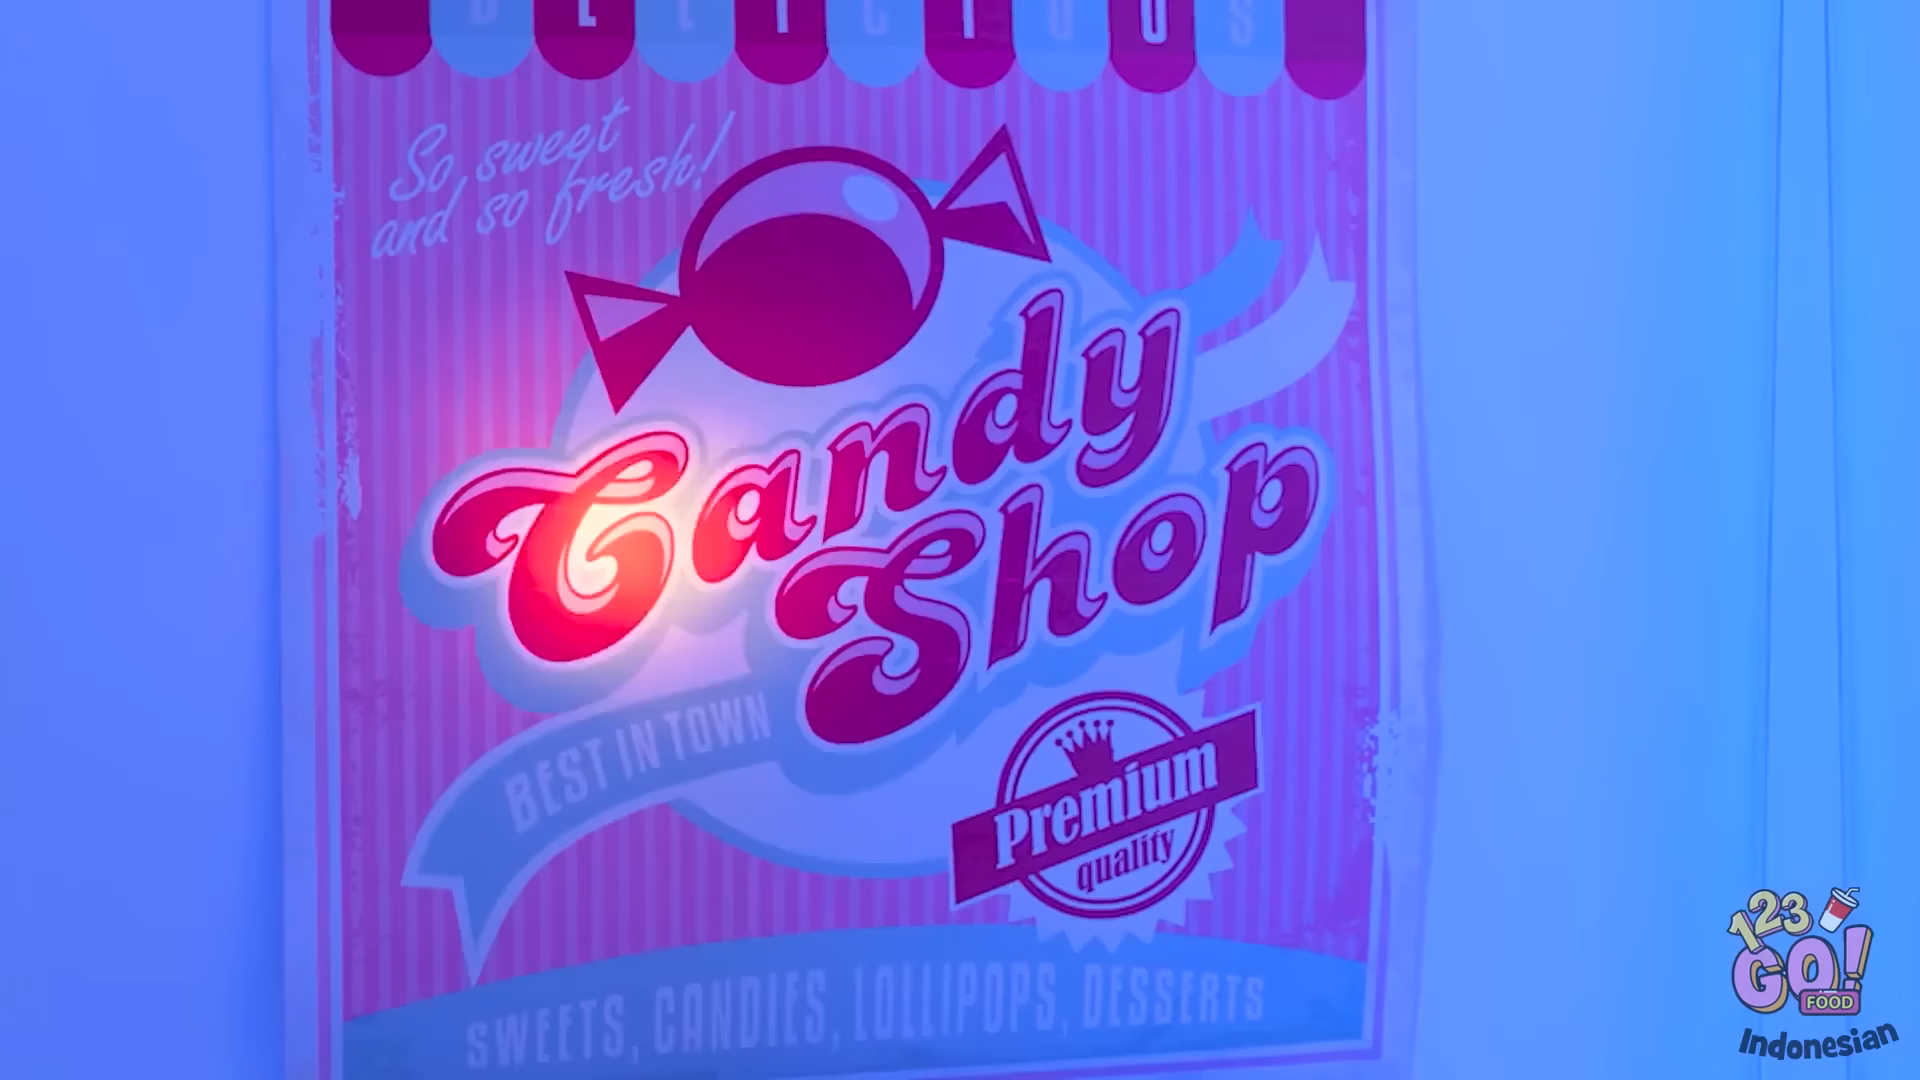 DELICIOUS
So sweet
and so fresh!
Candy
Shop
BEST IN TOWN
Premium
quality
SWEETS, CANDIES, LOLLIPOPS, DESSERTS
123
GO!
FOOD
Indonesian